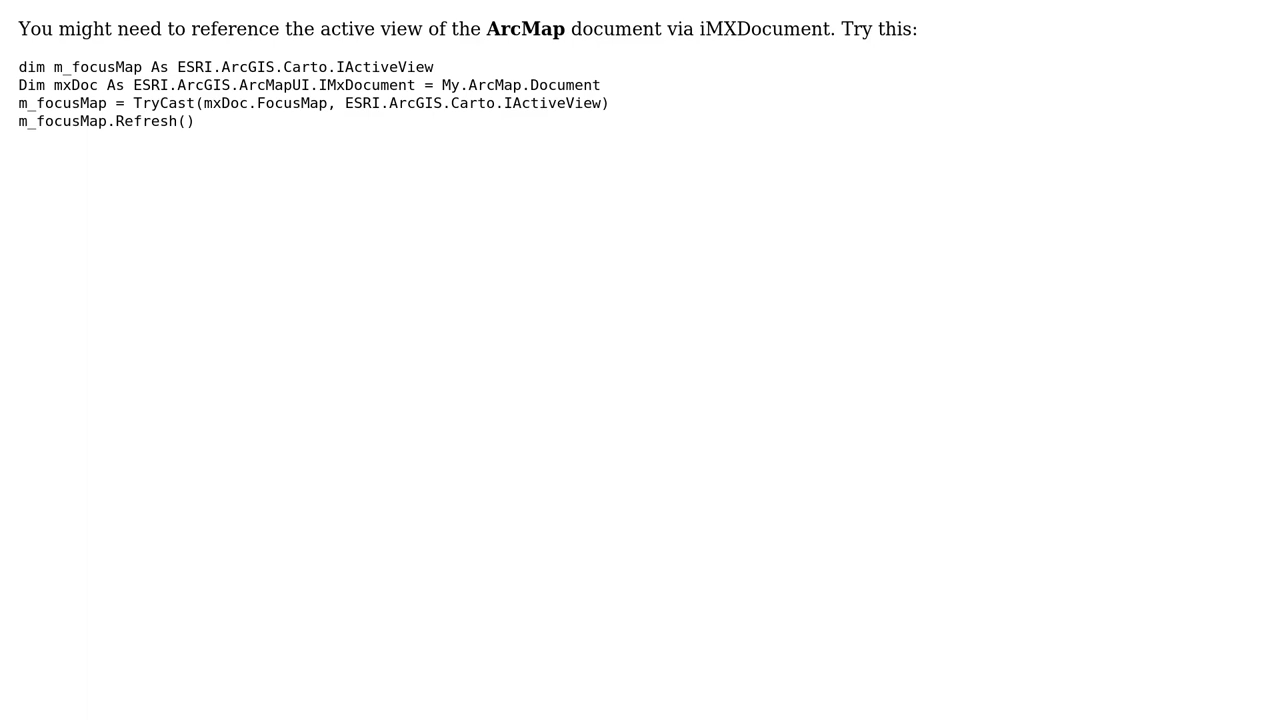 You might need to reference the active view of the ArcMap document via iMXDocument. Try this:
dim m_focusMap As ESRI.ArcGIS.Carto.IActiveView
Dim mxDoc As ESRI.ArcGIS.ArcMapUI.IMxDocument = My.ArcMap.Document
m_focusMap = TryCast(mxDoc.FocusMap, ESRI.ArcGIS.Carto.IActiveView)
m_focusMap.Refresh()